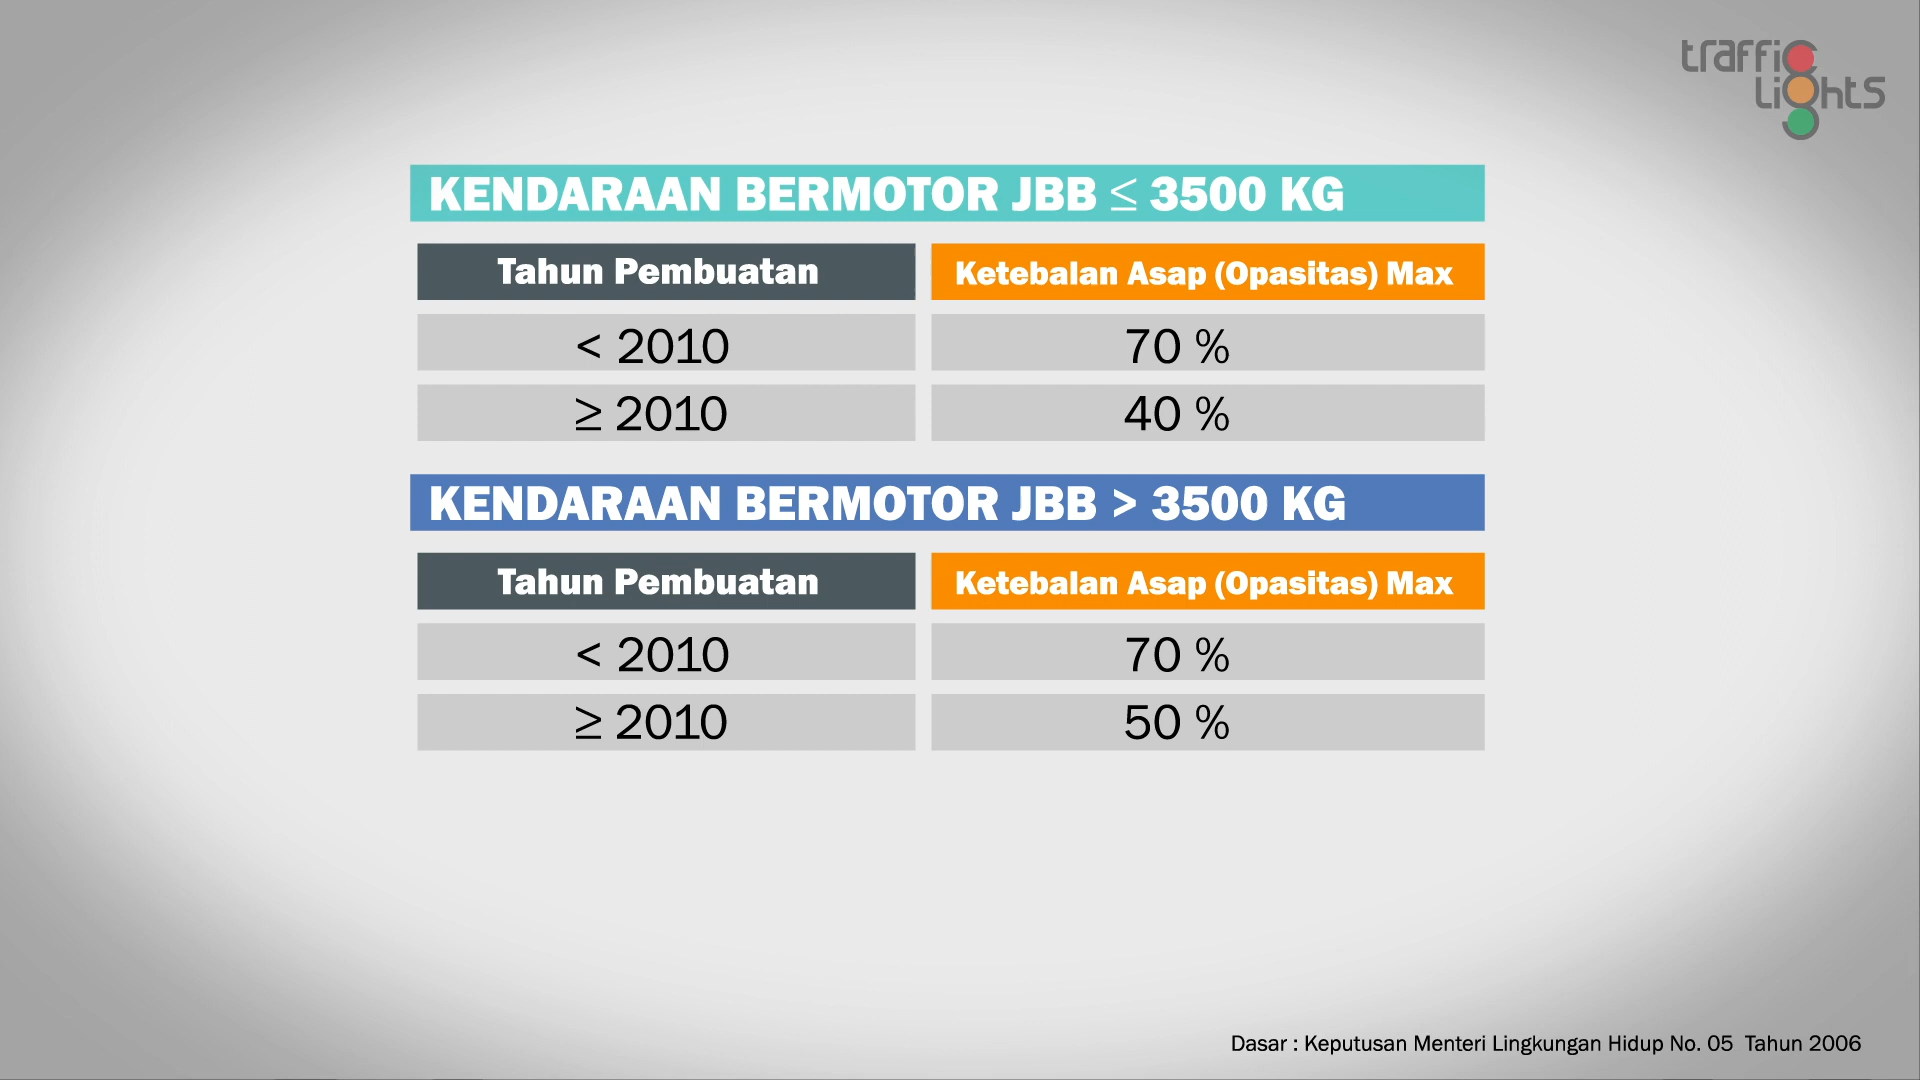 traffic
lights
KENDARAAN BERMOTOR JBB ≤ 3500 KG
Tahun Pembuatan Ketebalan Asap (Opasitas) Max
< 2010 70 %
≥ 2010 40 %
KENDARAAN BERMOTOR JBB > 3500 KG
Tahun Pembuatan Ketebalan Asap (Opasitas) Max
< 2010 70 %
≥ 2010 50 %
Dasar : Keputusan Menteri Lingkungan Hidup No. 05 Tahun 2006